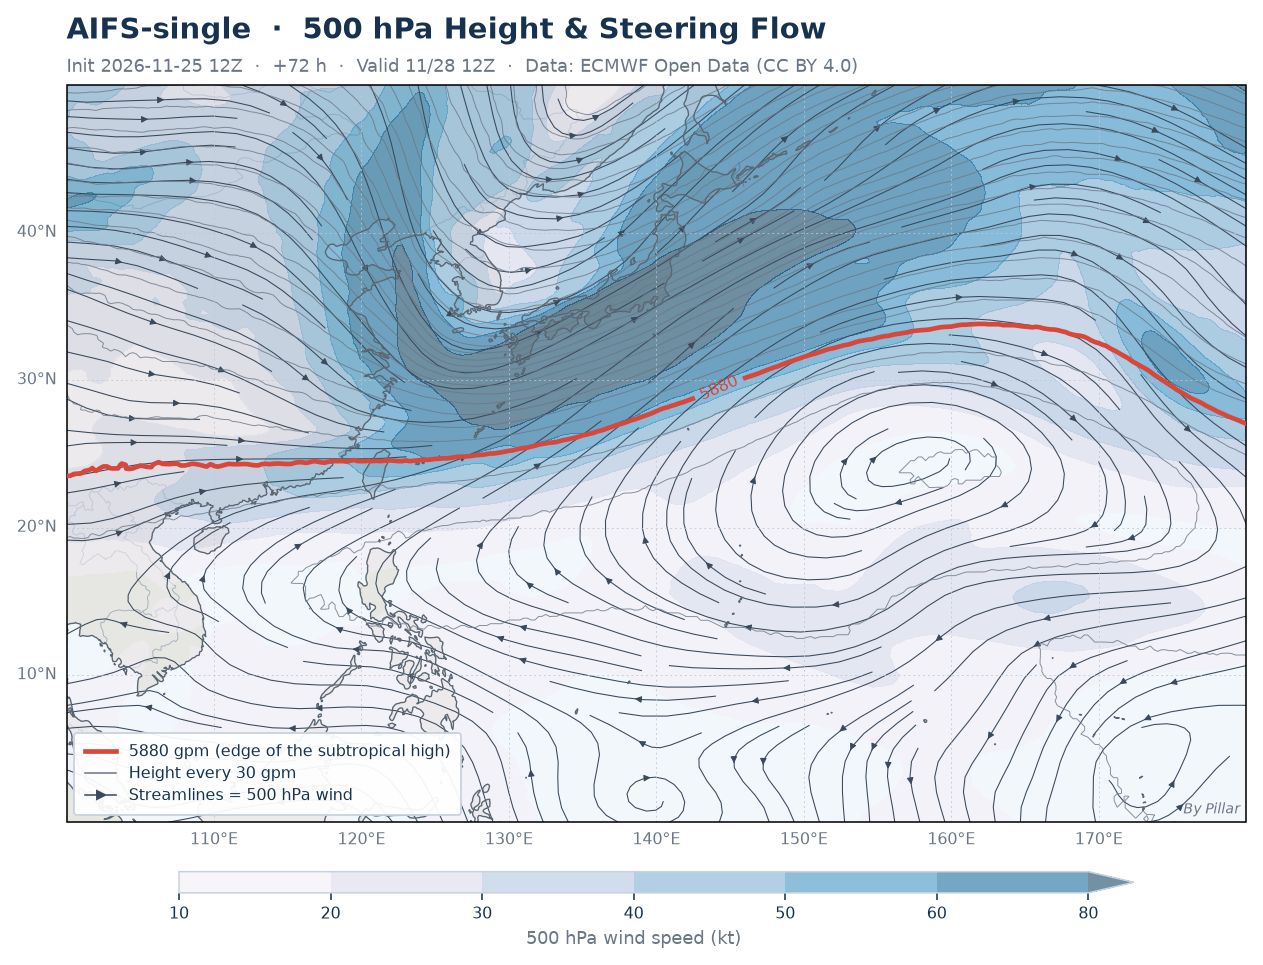 AIFS-single · 500 hPa Height & Steering Flow
Init 2026-11-25 12Z · +72 h · Valid 11/28 12Z · Data: ECMWF Open Data (CC BY 4.0)
40°N
30°N
20°N
10°N
5880
5880 gpm (edge of the subtropical high)
Height every 30 gpm
Streamlines = 500 hPa wind
By Pillar
110°E 120°E 130°E 140°E 150°E 160°E 170°E
10 20 30 40 50 60 80
500 hPa wind speed (kt)